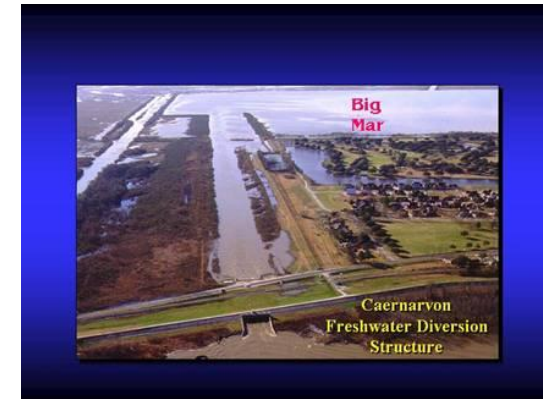 Big
Mar
Caernarvon
Freshwater Diversion
Structure